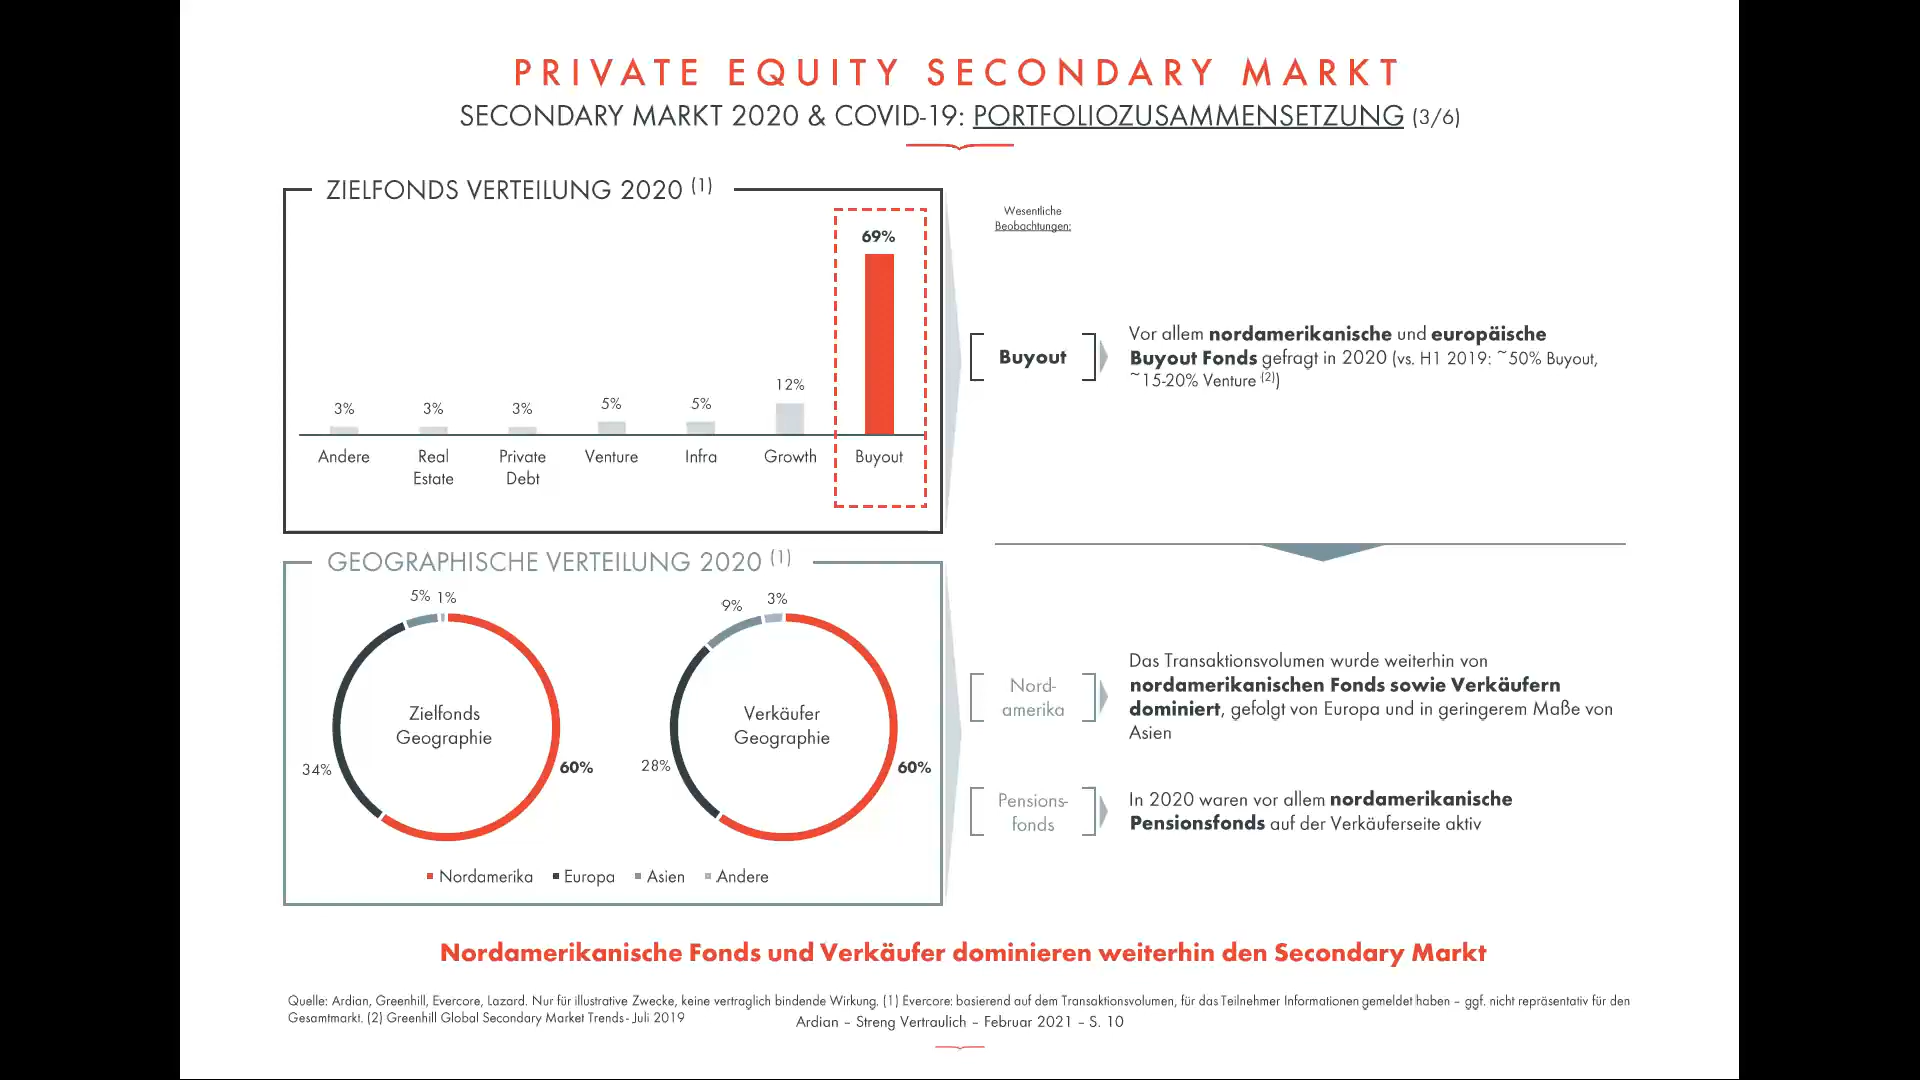 PRIVATE EQUITY SECONDARY MARKT
SECONDARY MARKT 2020 & COVID-19: PORTFOLIOZUSAMMENSETZUNG (3/6)
ZIELFONDS VERTEILUNG 2020 (1)
69%
12%
5%
5%
3%
3%
3%
Andere
Real
Estate
Private
Debt
Venture
Infra
Growth
Buyout
Wesentliche
Beobachtungen:
Buyout
Vor allem nordamerikanische und europäische
Buyout Fonds gefragt in 2020 (vs. H1 2019: ~50% Buyout,
~15-20% Venture (2))
GEOGRAPHISCHE VERTEILUNG 2020 (1)
5% 1%
Zielfonds
Geographie
34%
60%
9%
3%
Verkäufer
Geographie
28%
60%
Nordamerika
Europa
Asien
Andere
Nord-
amerika
Das Transaktionsvolumen wurde weiterhin von
nordamerikanischen Fonds sowie Verkäufern
dominiert, gefolgt von Europa und in geringerem Maße von
Asien
Pensions-
fonds
In 2020 waren vor allem nordamerikanische
Pensionsfonds auf der Verkäuferseite aktiv
Nordamerikanische Fonds und Verkäufer dominieren weiterhin den Secondary Markt
Quelle: Ardian, Greenhill, Evercore, Lazard. Nur für illustrative Zwecke, keine vertraglich bindende Wirkung. (1) Evercore: basierend auf dem Transaktionsvolumen, für das Teilnehmer Informationen gemeldet haben – ggf. nicht repräsentativ für den
Gesamtmarkt. (2) Greenhill Global Secondary Market Trends - Juli 2019
Ardian – Streng Vertraulich – Februar 2021 – S. 10